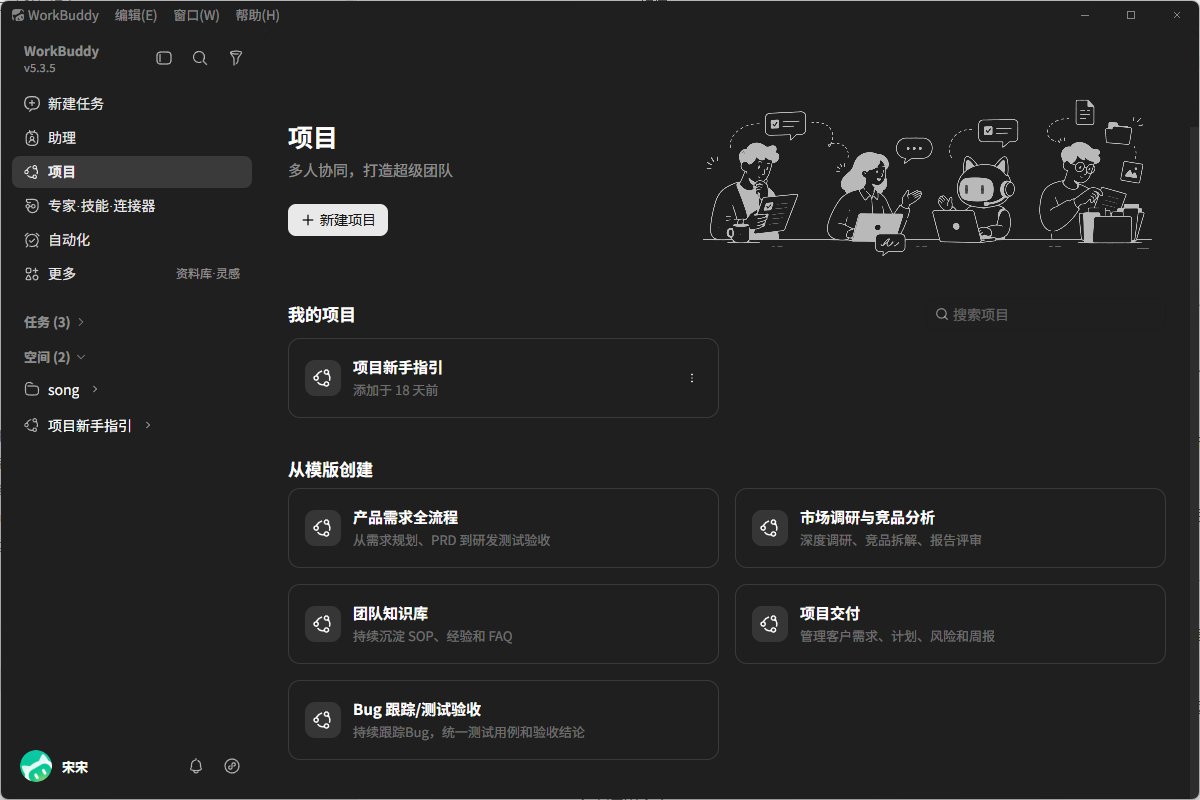 WorkBuddy 编辑(E) 窗口(W) 帮助(H)
WorkBuddy
v5.3.5
新建任务
助理
项目
专家·技能·连接器
自动化
更多 资料库·灵感
任务 (3)
空间 (2)
song
项目新手指引
宋宋
项目
多人协同，打造超级团队
新建项目
我的项目
搜索项目
项目新手指引
添加于 18 天前
从模版创建
产品需求全流程
从需求规划、PRD 到研发测试验收
市场调研与竞品分析
深度调研、竞品拆解、报告评审
团队知识库
持续沉淀 SOP、经验和 FAQ
项目交付
管理客户需求、计划、风险和周报
Bug 跟踪/测试验收
持续跟踪Bug，统一测试用例和验收结论